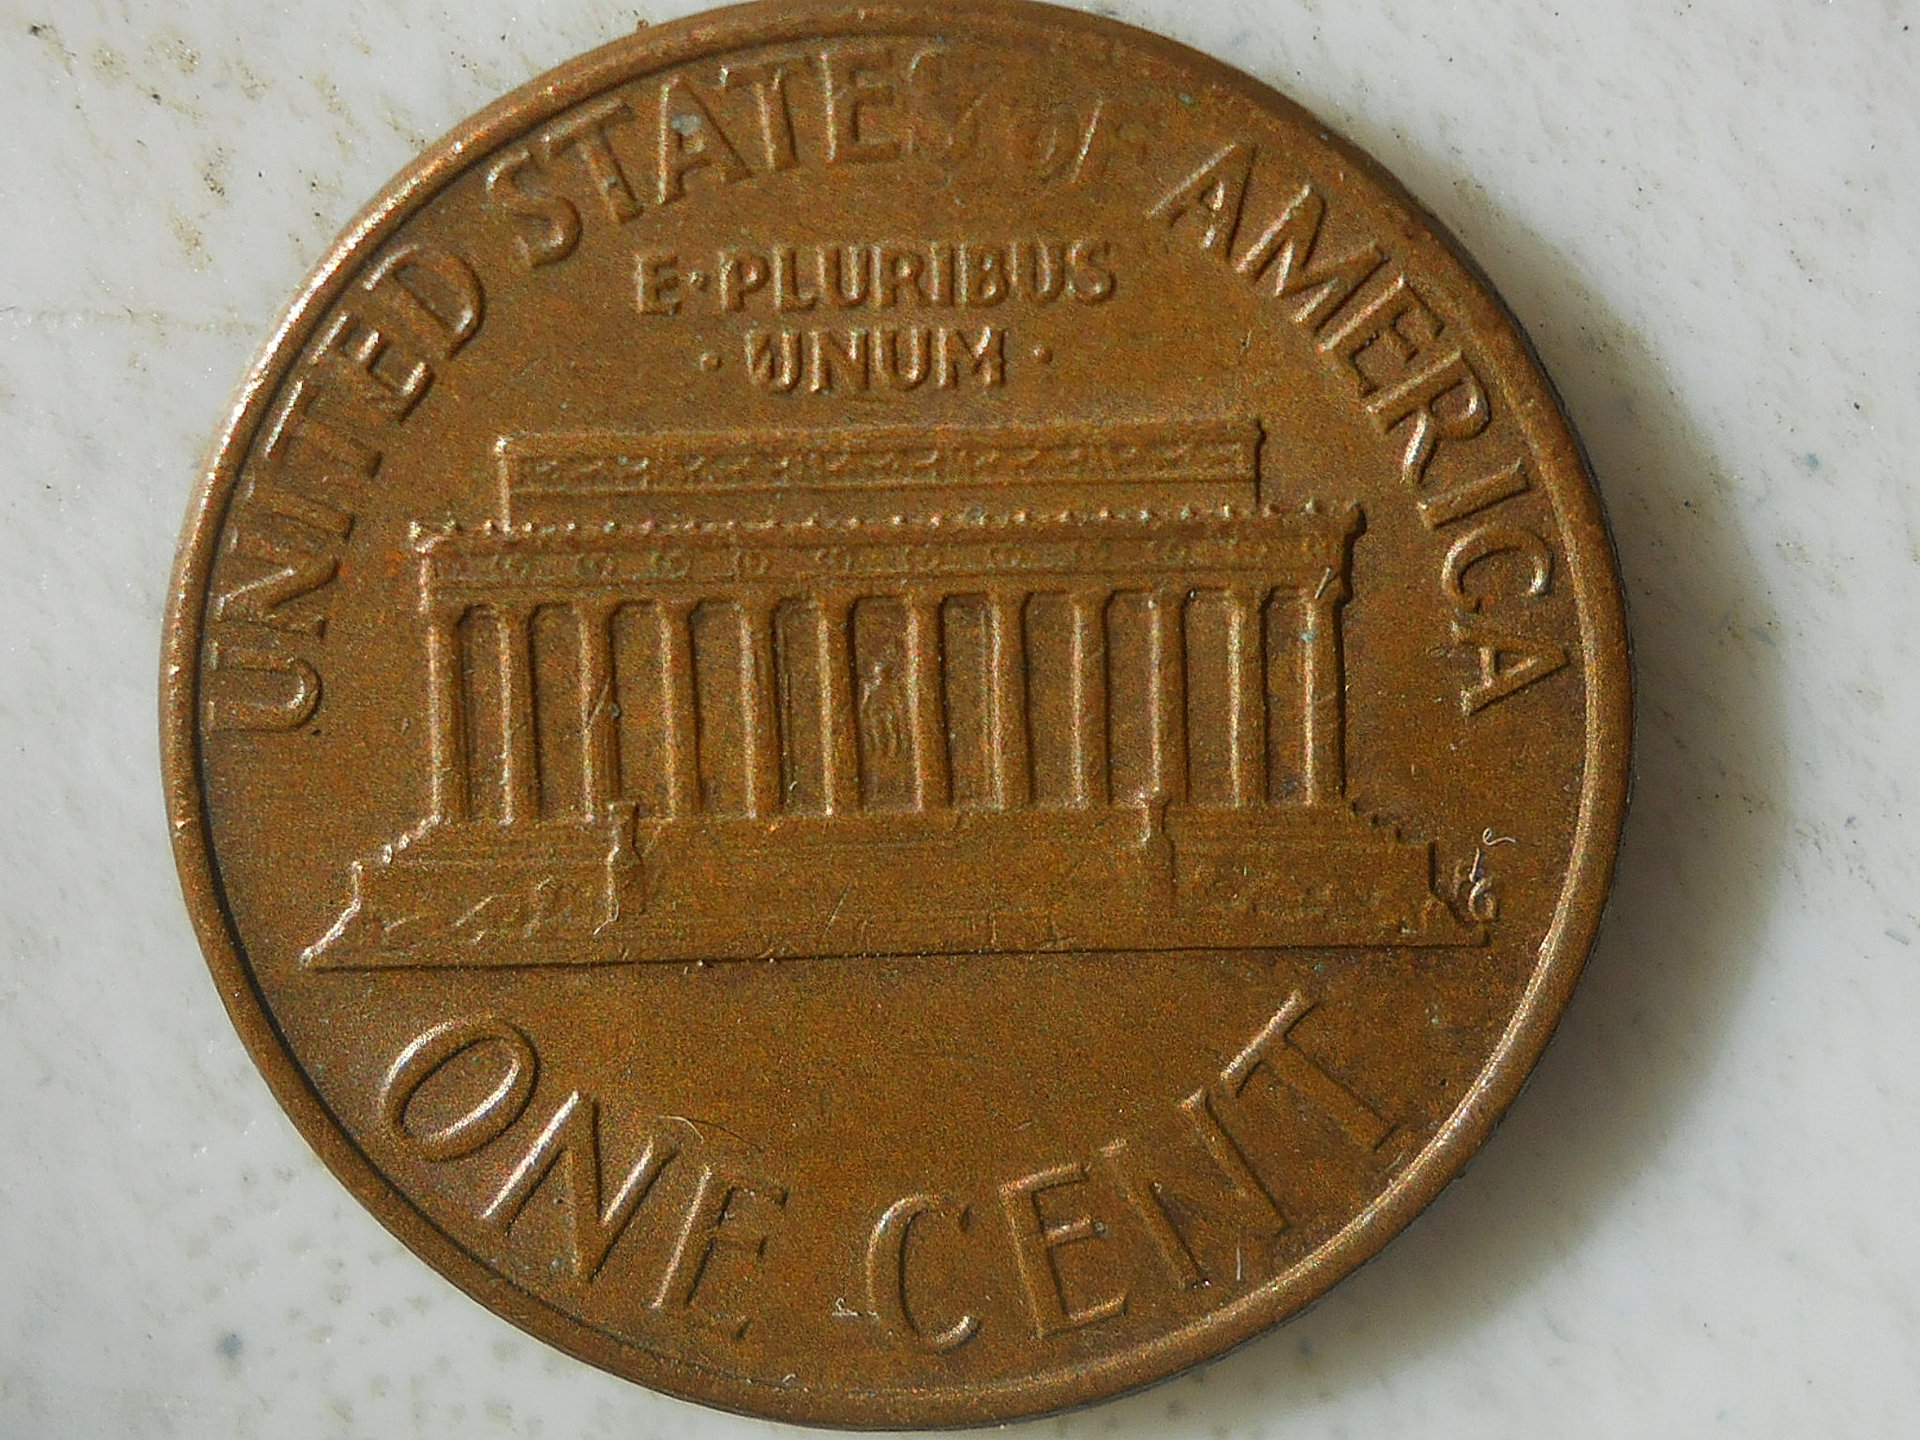 UNITED STATES OF AMERICA
E·PLURIBUS
·UNUM·
ONE CENT